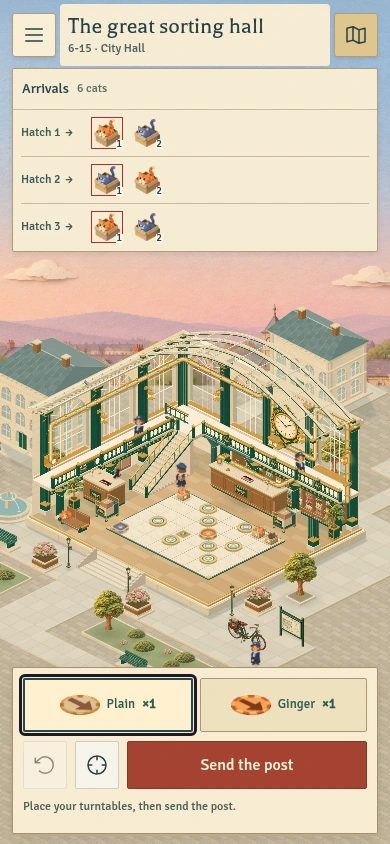 The great sorting hall
6-15 · City Hall
Arrivals 6 cats
Hatch 1 → 1 2
Hatch 2 → 1 2
Hatch 3 → 1 2
Plain ×1 Ginger ×1
Send the post
Place your turntables, then send the post.